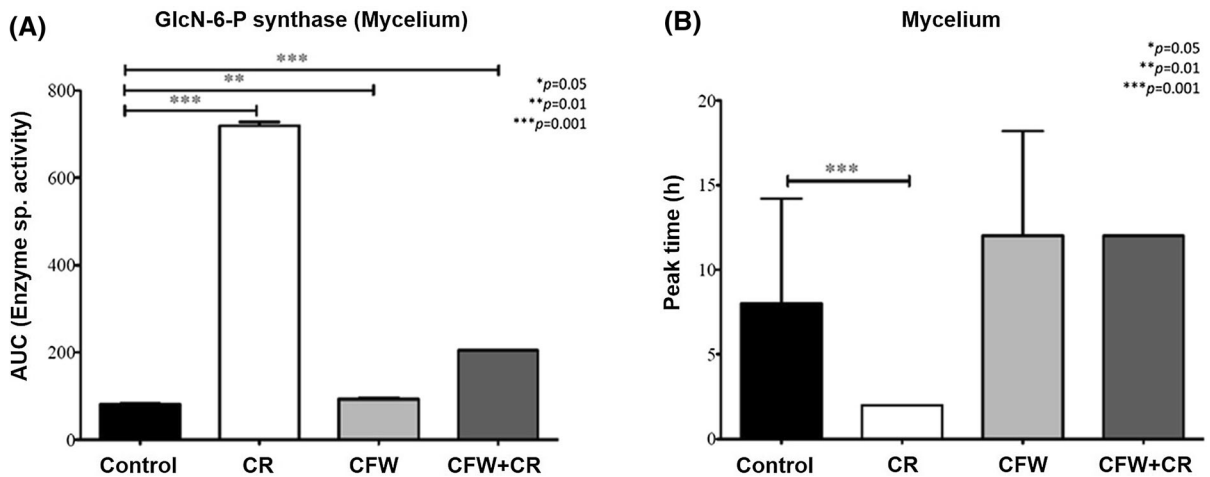 (A)
GlcN-6-P synthase (Mycelium)
***
**
***
*p=0.05
**p=0.01
***p=0.001
AUC (Enzyme sp. activity)
800
600
400
200
0
Control
CR
CFW
CFW+CR
(B)
Mycelium
*p=0.05
**p=0.01
***p=0.001
***
Peak time (h)
20
15
10
5
0
Control
CR
CFW
CFW+CR